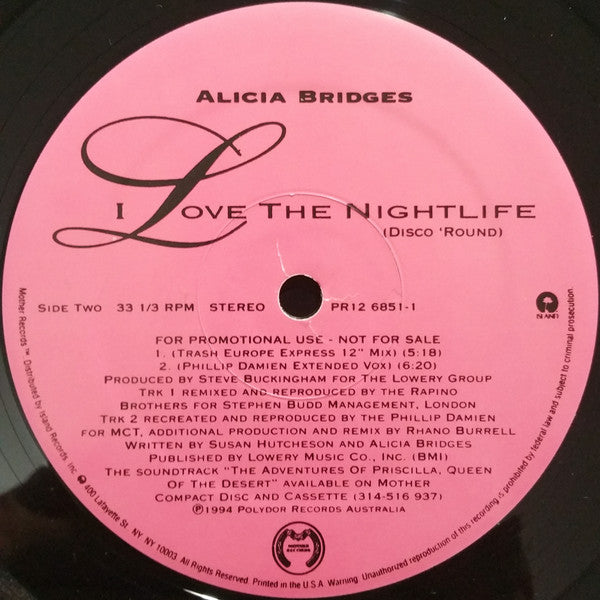 ALICIA BRIDGES
I LOVE THE NIGHTLIFE
(DISCO 'ROUND)
SIDE TWO 33 1/3 RPM STEREO PR12 6851-1
ISLAND
FOR PROMOTIONAL USE - NOT FOR SALE
1. (TRASH EUROPE EXPRESS 12" MIX) (5:18)
2. (PHILLIP DAMIEN EXTENDED VOX) (6:20)
PRODUCED BY STEVE BUCKINGHAM FOR THE LOWERY GROUP
TRK 1 REMIXED AND REPRODUCED BY THE RAPINO
BROTHERS FOR STEPHEN BUDD MANAGEMENT, LONDON
TRK 2 RECREATED AND REPRODUCED BY THE PHILLIP DAMIEN
FOR MCT, ADDITIONAL PRODUCTION AND REMIX BY RHANO BURRELL
WRITTEN BY SUSAN HUTCHESON AND ALICIA BRIDGES
PUBLISHED BY LOWERY MUSIC CO., INC. (BMI)
THE SOUNDTRACK "THE ADVENTURES OF PRISCILLA, QUEEN
OF THE DESERT" AVAILABLE ON MOTHER
COMPACT DISC AND CASSETTE (314-516 937)
℗1994 POLYDOR RECORDS AUSTRALIA
MOTHER
RECORDS
Mother Records™ Distributed by Island Records, Inc. 400 Lafayette St. NY, NY 10003. All Rights Reserved. Printed in the U.S.A. Warning. Unauthorized reproduction of this recording is prohibited by federal law and subject to criminal prosecution.